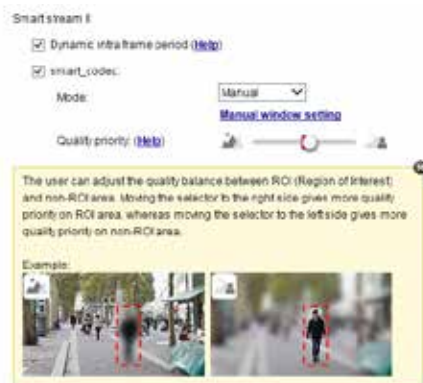 Smart stream II
Dynamic intra frame period (Help)
smart_codec:
Mode: Manual
Manual window setting
Quality priority: (Help)
The user can adjust the quality balance between ROI (Region of Interest)
and non-ROI area. Moving the selector to the right side gives more quality
priority on ROI area, whereas moving the selector to the left side gives more
quality priority on non-ROI area.
Example: